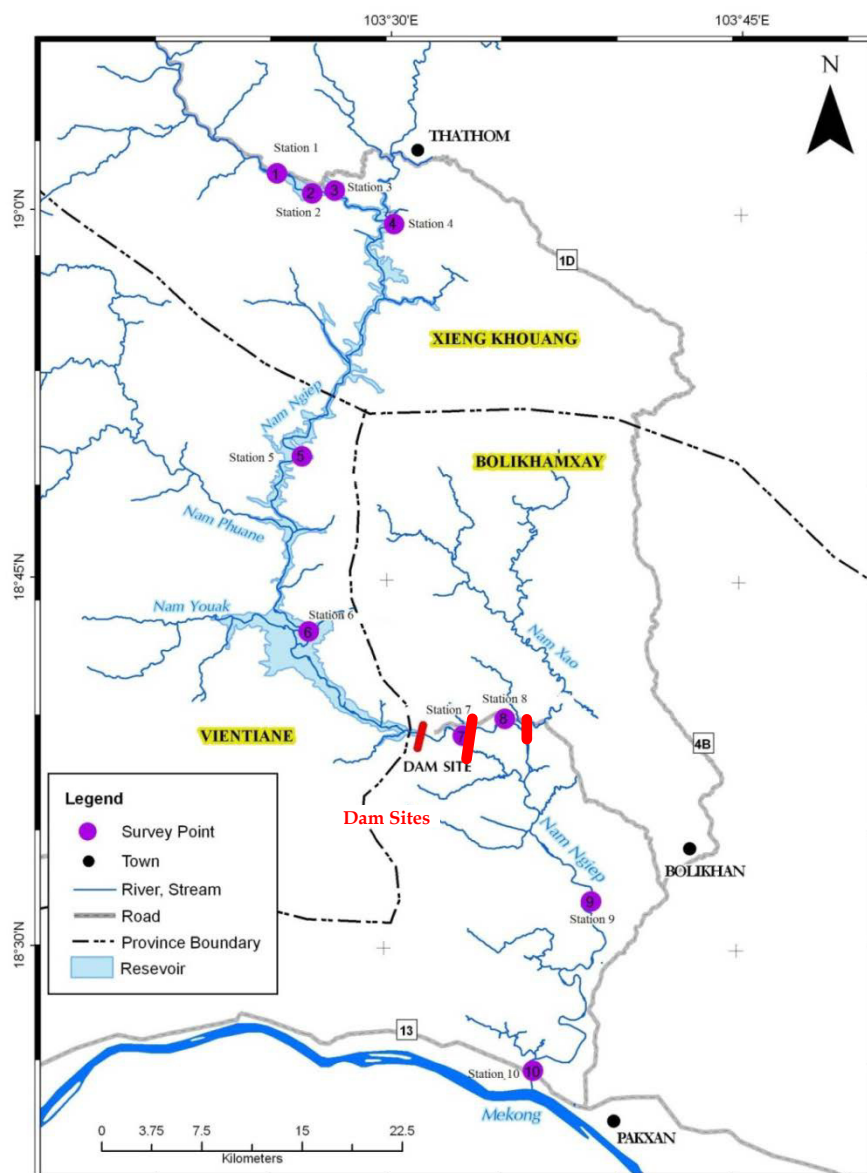 103°30'E
103°45'E
N
THATHOM
Station 1
1
2
3
Station 3
Station 2
4
Station 4
19°0'N
1D
XIENG KHOUANG
Nam Ngiep
Station 5
5
BOLIKHAMXAY
Nam Phuane
18°45'N
Nam Youak
Station 6
6
Nam Xao
Station 7
Station 8
7
8
VIENTIANE
DAM SITE
4B
Dam Sites
Legend
Survey Point
Town
River, Stream
Road
Province Boundary
Resevoir
Nam Ngiep
BOLIKHAN
9
Station 9
18°30'N
13
Station 10
10
Mekong
PAKXAN
0 3.75 7.5 15 22.5
Kilometers